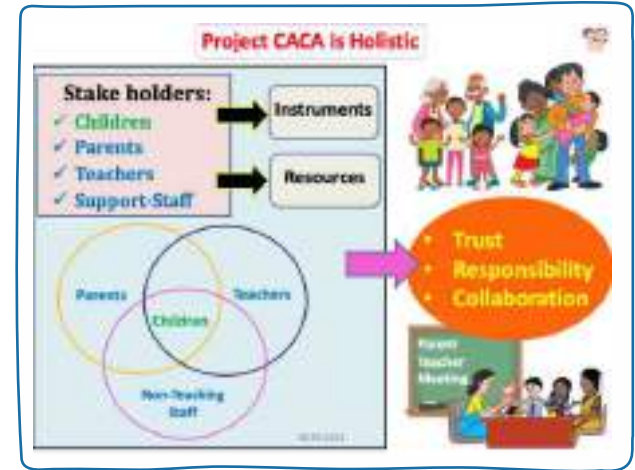 Project CACA is Holistic
Stake holders:
✓ Children
✓ Parents
✓ Teachers
✓ Support-Staff
Instruments
Resources
Parents
Teachers
Children
Non-Teaching
Staff
• Trust
• Responsibility
• Collaboration
Parent
Teacher
Meeting